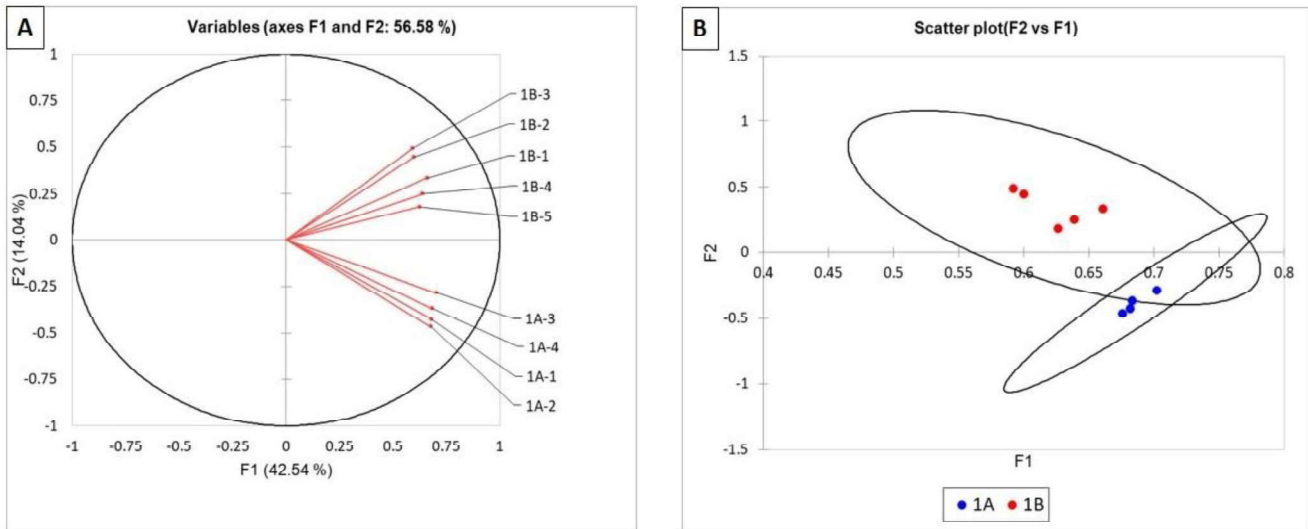 A
Variables (axes F1 and F2: 56.58 %)
1
0.75
0.5
0.25
0
-0.25
-0.5
-0.75
-1
F2 (14.04 %)
1B-3
1B-2
1B-1
1B-4
1B-5
1A-3
1A-4
1A-1
1A-2
-1 -0.75 -0.5 -0.25 0 0.25 0.5 0.75 1
F1 (42.54 %)
B
Scatter plot(F2 vs F1)
1.5
1
0.5
0
-0.5
-1
-1.5
F2
0.4 0.45 0.5 0.55 0.6 0.65 0.7 0.75 0.8
F1
1A 1B